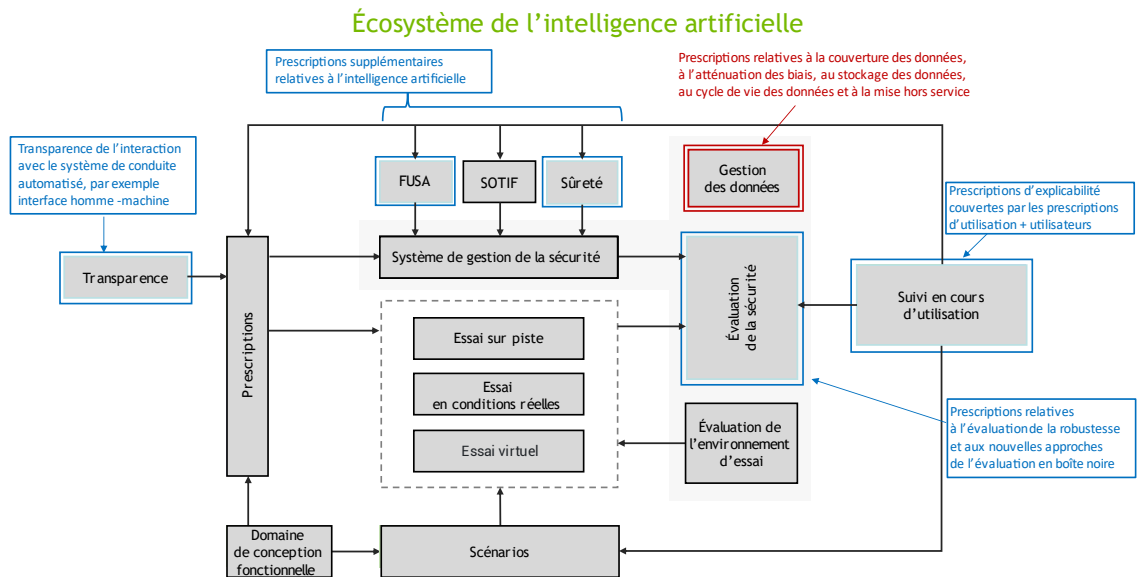 Écosystème de l’intelligence artificielle
Prescriptions supplémentaires
relatives à l’intelligence artificielle
Prescriptions relatives à la couverture des données,
à l’atténuation des biais, au stockage des données,
au cycle de vie des données et à la mise hors service
Transparence de l’interaction
avec le système de conduite
automatisé, par exemple
interface homme -machine
FUSA
SOTIF
Sûreté
Gestion
des données
Prescriptions d’explicabilité
couvertes par les prescriptions
d’utilisation + utilisateurs
Transparence
Prescriptions
Système de gestion de la sécurité
Évaluation
de la sécurité
Suivi en cours
d’utilisation
Essai sur piste
Essai
en conditions réelles
Essai virtuel
Évaluation de
l’environnement
d’essai
Prescriptions relatives
à l’évaluation de la robustesse
et aux nouvelles approches
de l’évaluation en boîte noire
Domaine
de conception
fonctionnelle
Scénarios